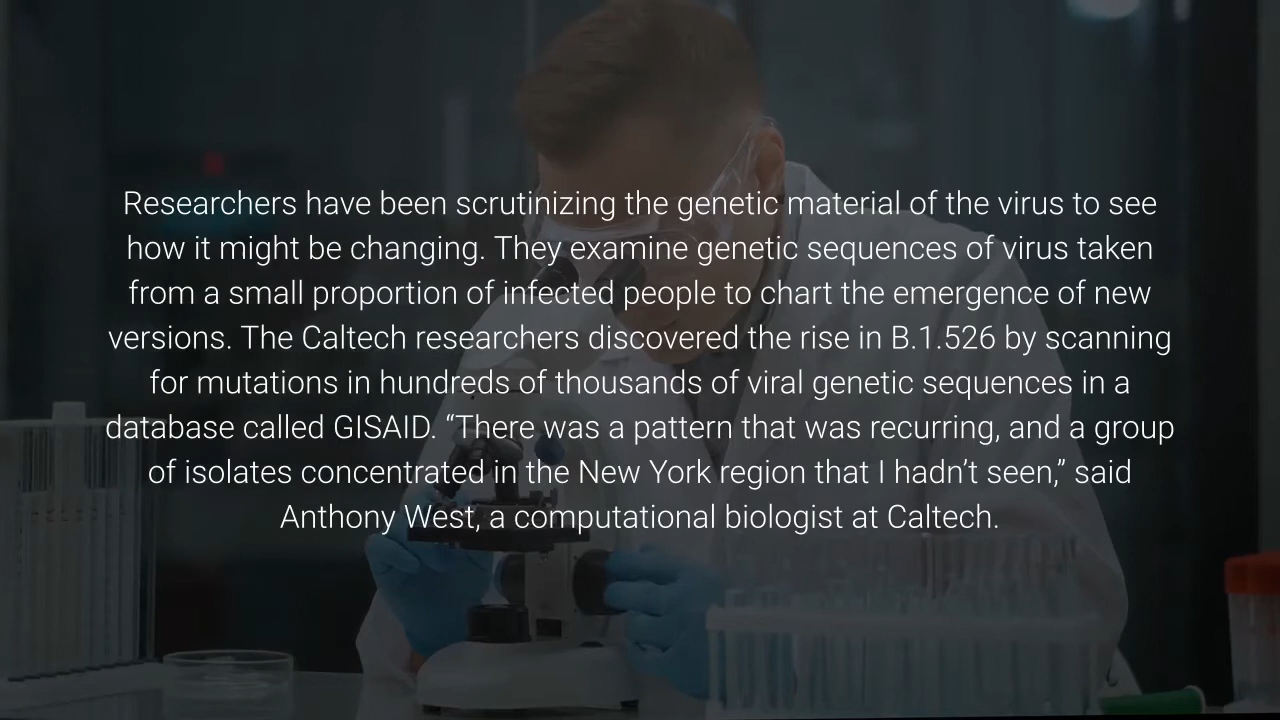 Researchers have been scrutinizing the genetic material of the virus to see
how it might be changing. They examine genetic sequences of virus taken
from a small proportion of infected people to chart the emergence of new
versions. The Caltech researchers discovered the rise in B.1.526 by scanning
for mutations in hundreds of thousands of viral genetic sequences in a
database called GISAID. “There was a pattern that was recurring, and a group
of isolates concentrated in the New York region that I hadn’t seen,” said
Anthony West, a computational biologist at Caltech.